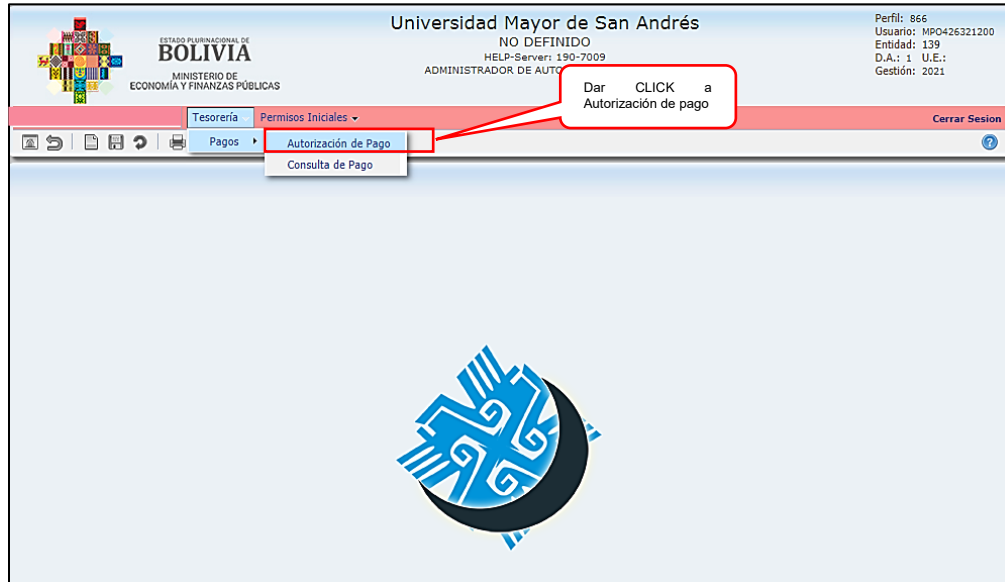 ESTADO PLURINACIONAL DE
BOLIVIA
MINISTERIO DE
ECONOMÍA Y FINANZAS PÚBLICAS
Universidad Mayor de San Andrés
NO DEFINIDO
HELP-Server: 190-7009
ADMINISTRADOR DE AUTO
Perfil: 866
Usuario: MPO426321200
Entidad: 139
D.A.: 1 U.E.:
Gestión: 2021
Dar CLICK a
Autorización de pago
Tesorería Permisos Iniciales
Cerrar Sesion
Pagos
Autorización de Pago
Consulta de Pago